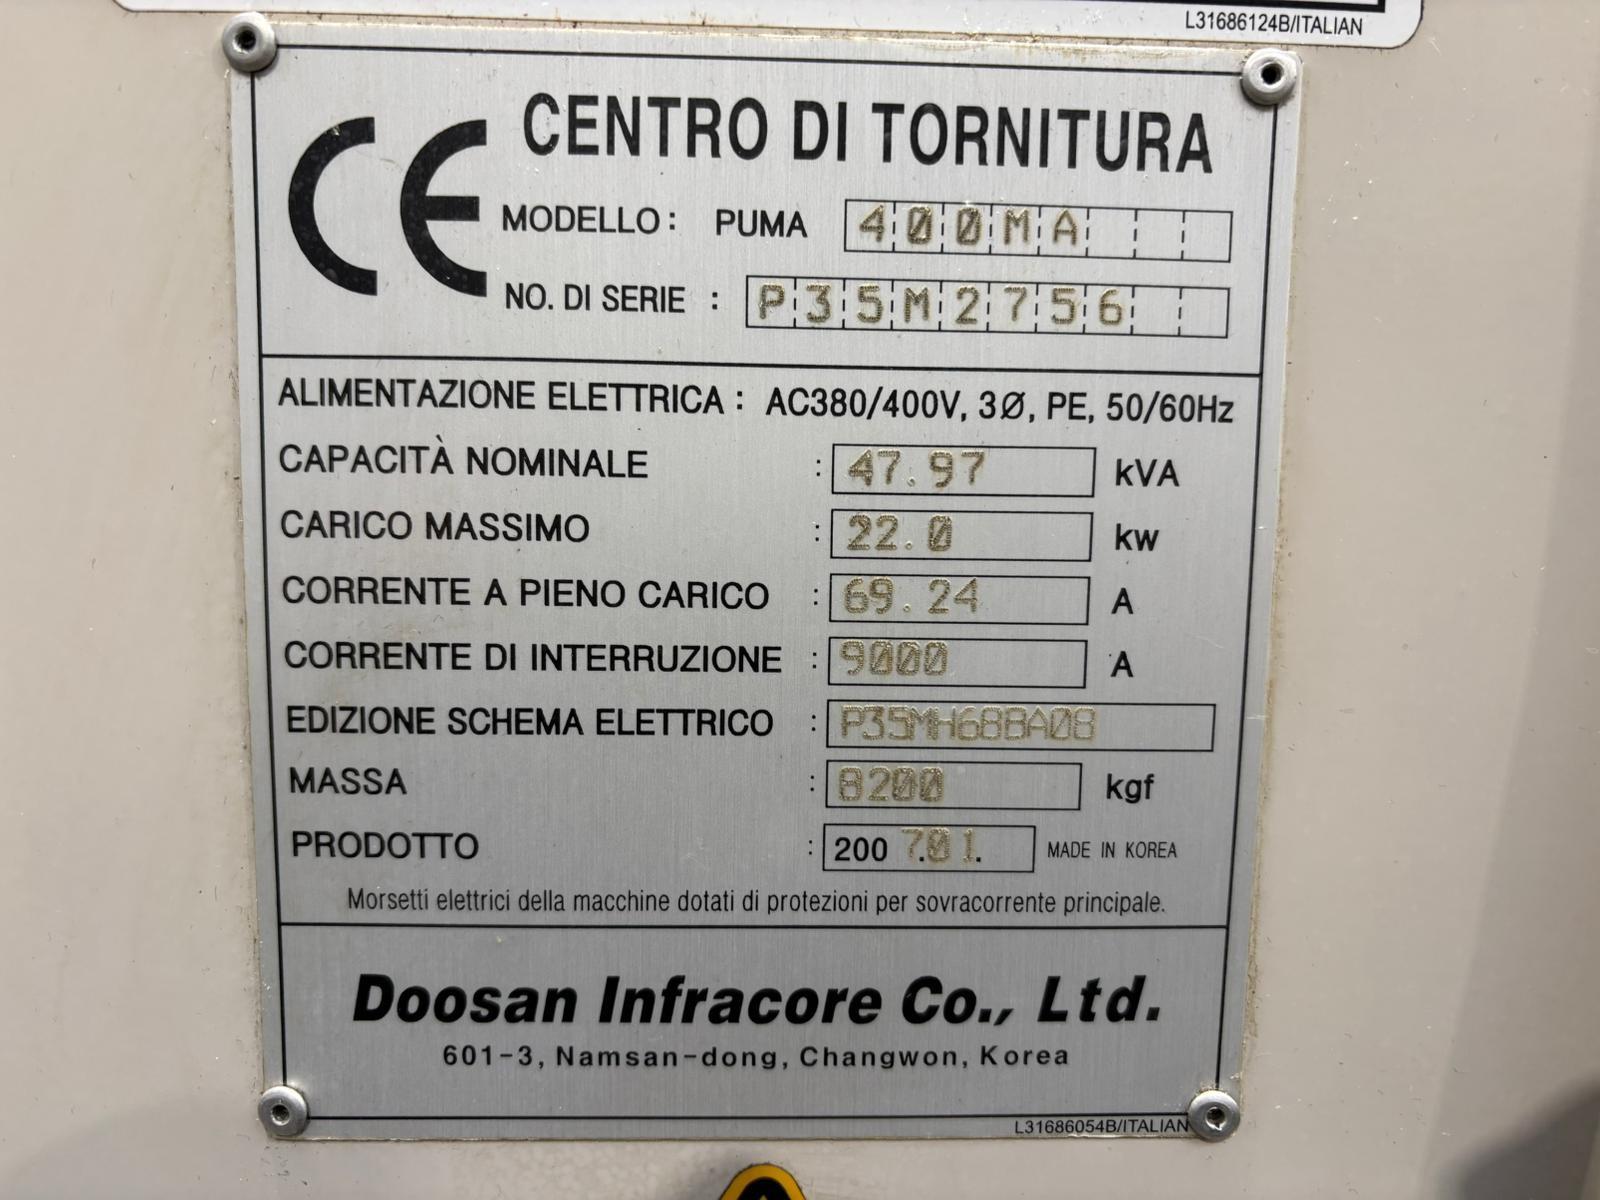 L31686124B/ITALIAN
CE CENTRO DI TORNITURA
MODELLO : PUMA 400MA
NO. DI SERIE : P35M2756
ALIMENTAZIONE ELETTRICA : AC380/400V, 3Ø, PE, 50/60Hz
CAPACITÀ NOMINALE : 47.97 kVA
CARICO MASSIMO : 22.0 kw
CORRENTE A PIENO CARICO : 69.24 A
CORRENTE DI INTERRUZIONE : 9000 A
EDIZIONE SCHEMA ELETTRICO : P35MH68BA08
MASSA : 8200 kgf
PRODOTTO : 2007.01. MADE IN KOREA
Morsetti elettrici della macchine dotati di protezioni per sovracorrente principale.
Doosan Infracore Co., Ltd.
601-3, Namsan-dong, Changwon, Korea
L31686054B/ITALIAN